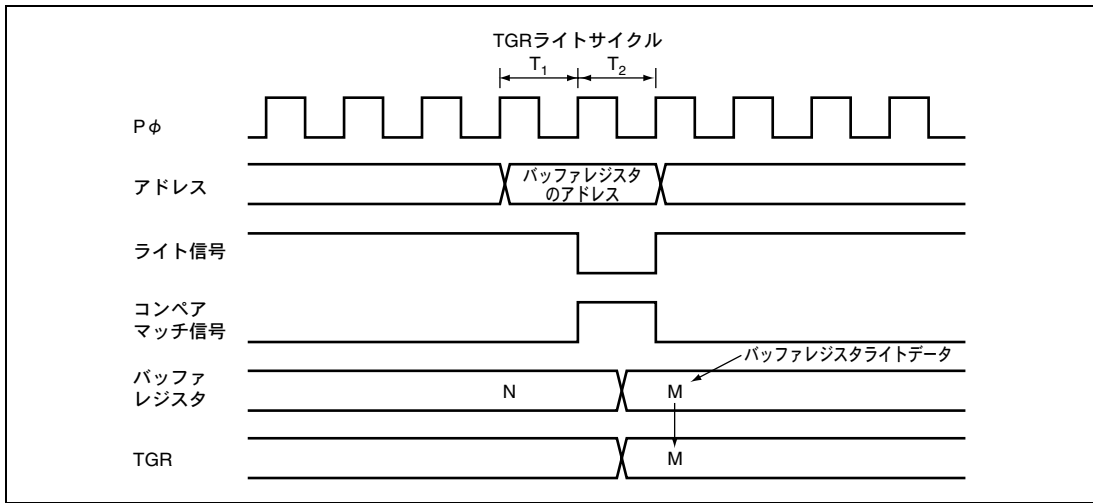 TGRライトサイクル
T1 T2
Pφ
アドレス
バッファレジスタ
のアドレス
ライト信号
コンペア
マッチ信号
バッファレジスタライトデータ
バッファ
レジスタ
N M
TGR
M